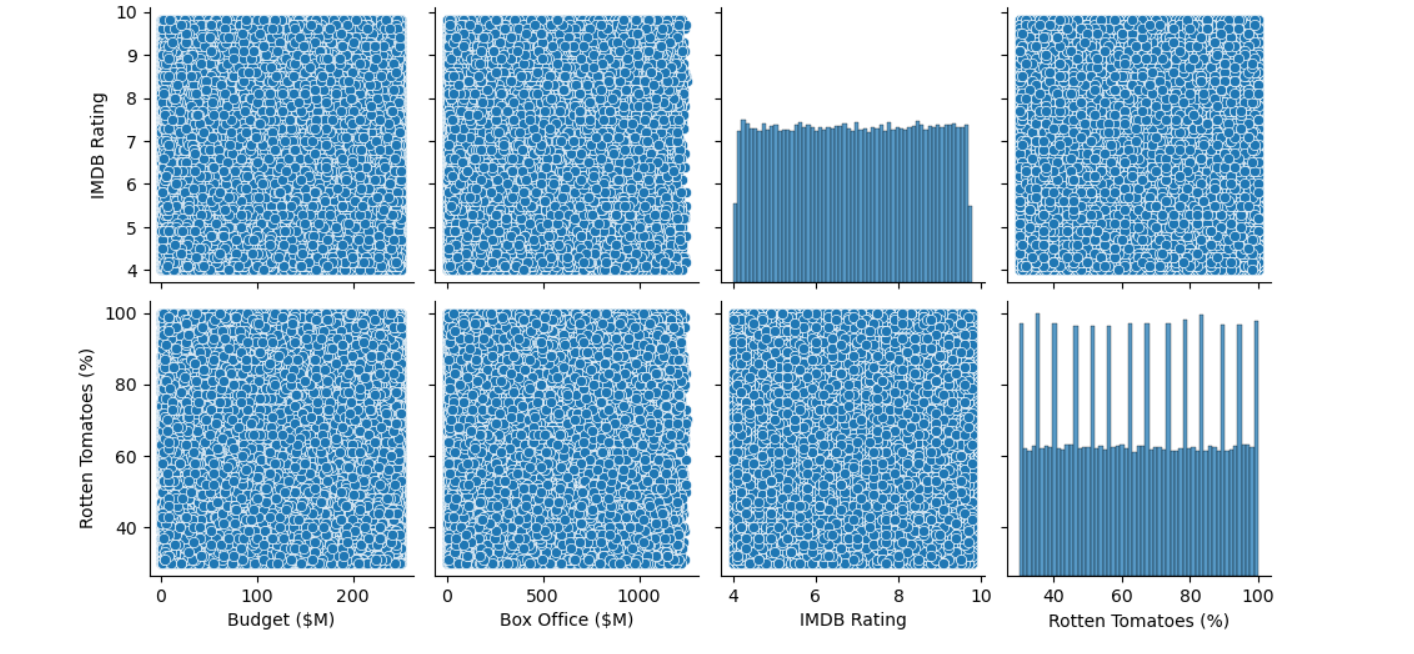 10
9
8
7
6
5
4
IMDB Rating
100
80
60
40
Rotten Tomatoes (%)
0 100 200
Budget ($M)
0 500 1000
Box Office ($M)
4 6 8 10
IMDB Rating
40 60 80 100
Rotten Tomatoes (%)